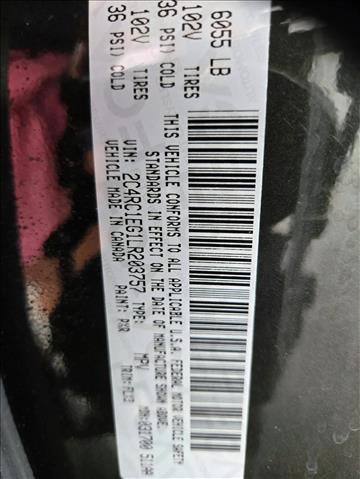 6055 LB
102V TIRES
36 PSI) COLD
102V TIRES
36 PSI) COLD
THIS VEHICLE CONFORMS TO ALL APPLICABLE U.S.A. FEDERAL MOTOR VEHICLE SAFETY
STANDARDS IN EFFECT ON THE DATE OF MANUFACTURE SHOWN ABOVE.
VIN: 2C4RC1EG1LR203757 TYPE: MPV
VEHICLE MADE IN CANADA PAINT: PXR TRIM: